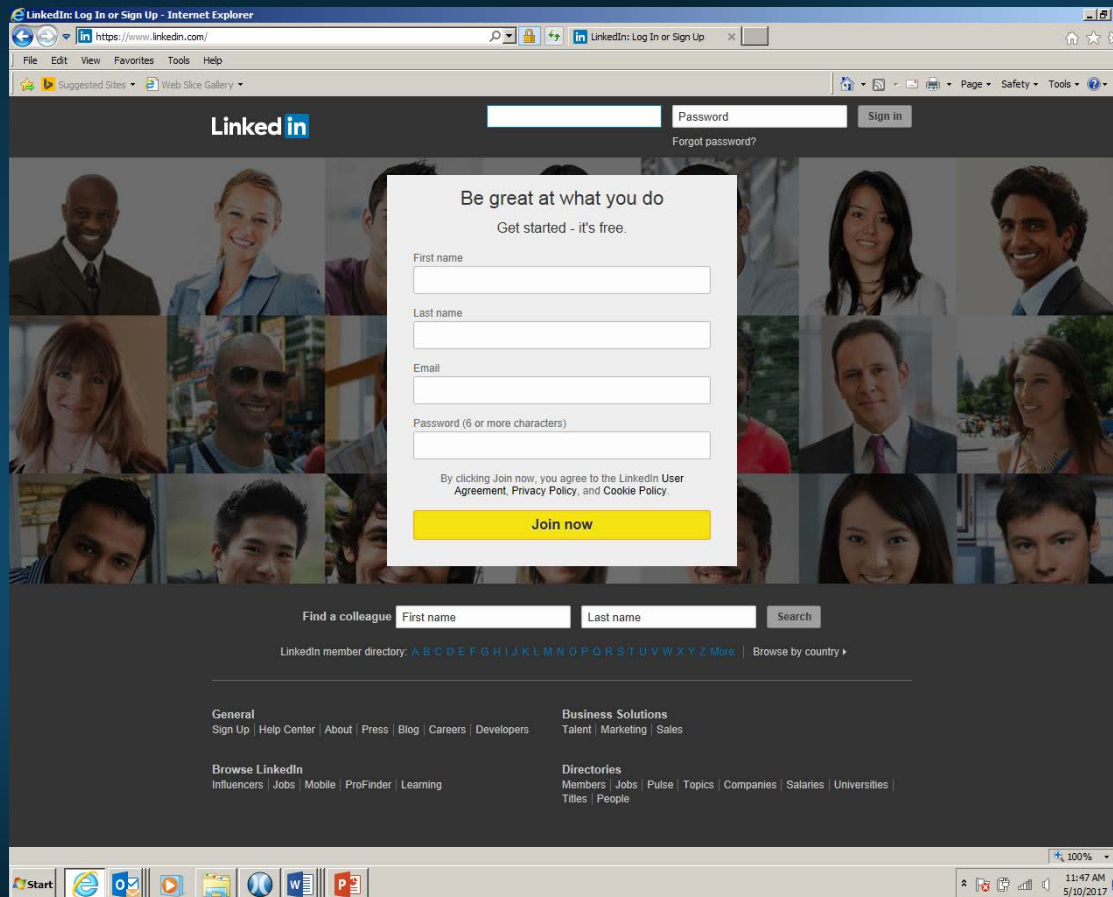 LinkedIn: Log In or Sign Up - Internet Explorer
https://www.linkedin.com/
LinkedIn: Log In or Sign Up
File Edit View Favorites Tools Help
Suggested Sites Web Slice Gallery
Page Safety Tools
Linked in
Password
Sign in
Forgot password?
Be great at what you do
Get started - it's free.
First name
Last name
Email
Password (6 or more characters)
By clicking Join now, you agree to the LinkedIn User
Agreement, Privacy Policy, and Cookie Policy.
Join now
Find a colleague First name Last name Search
LinkedIn member directory: A B C D E F G H I J K L M N O P Q R S T U V W X Y Z More | Browse by country
General
Sign Up | Help Center | About | Press | Blog | Careers | Developers
Business Solutions
Talent | Marketing | Sales
Browse LinkedIn
Influencers | Jobs | Mobile | ProFinder | Learning
Directories
Members | Jobs | Pulse | Topics | Companies | Salaries | Universities |
Titles | People
100%
Start
11:47 AM
5/10/2017